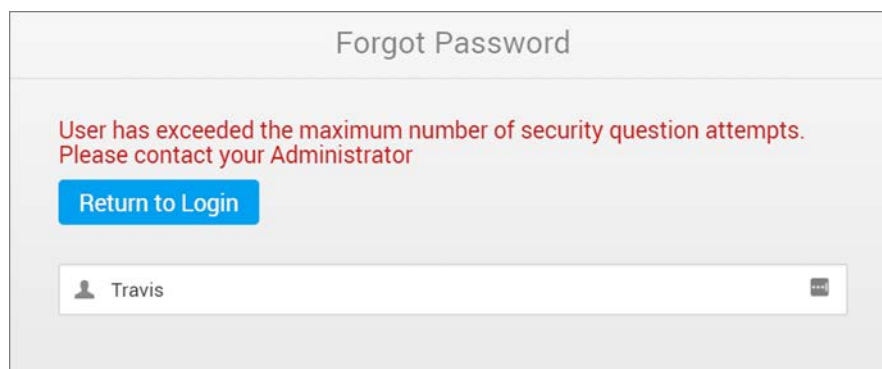 Forgot Password
User has exceeded the maximum number of security question attempts.
Please contact your Administrator
Return to Login
Travis